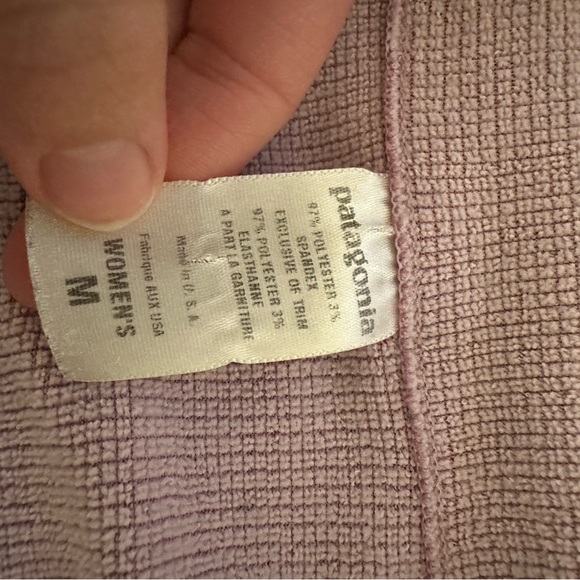 patagonia
97% POLYESTER 3%
SPANDEX
EXCLUSIVE OF TRIM
97% POLYESTER 3%
ELASTHANNE
A PART LA GARNITURE
Made in U. S. A.
Fabrique AUX USA
WOMEN'S
M